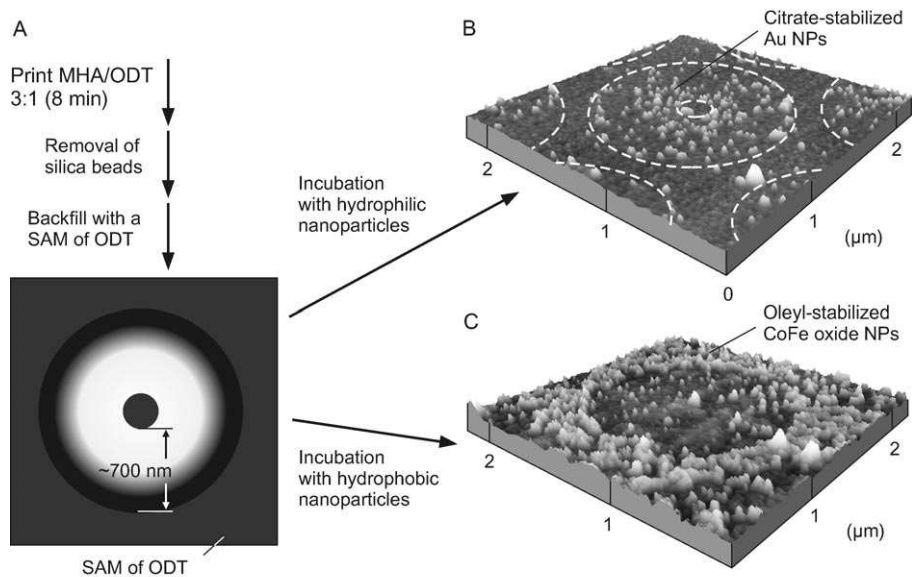 A
Print MHA/ODT
3:1 (8 min)
Removal of
silica beads
Backfill with a
SAM of ODT
~700 nm
SAM of ODT
Incubation
with hydrophilic
nanoparticles
Incubation
with hydrophobic
nanoparticles
B
Citrate-stabilized
Au NPs
2
1
0
1
2
(μm)
C
Oleyl-stabilized
CoFe oxide NPs
2
1
1
2
(μm)